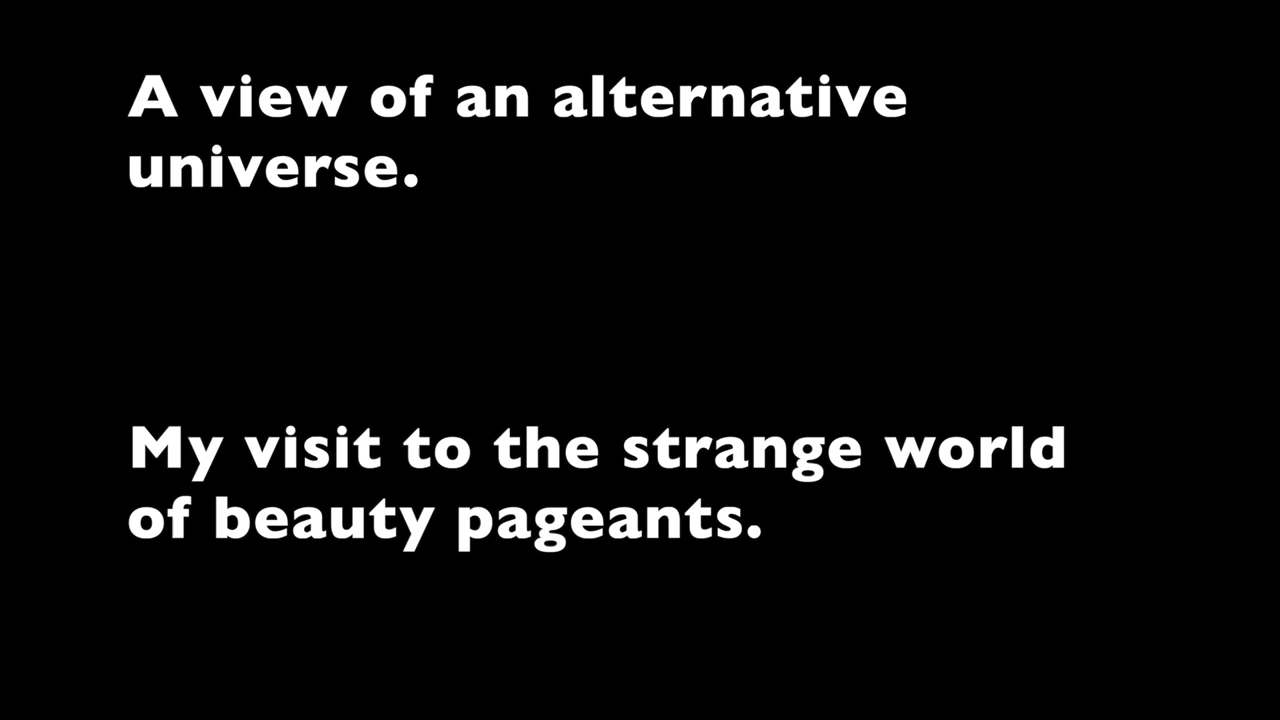 A view of an alternative
universe.
My visit to the strange world
of beauty pageants.